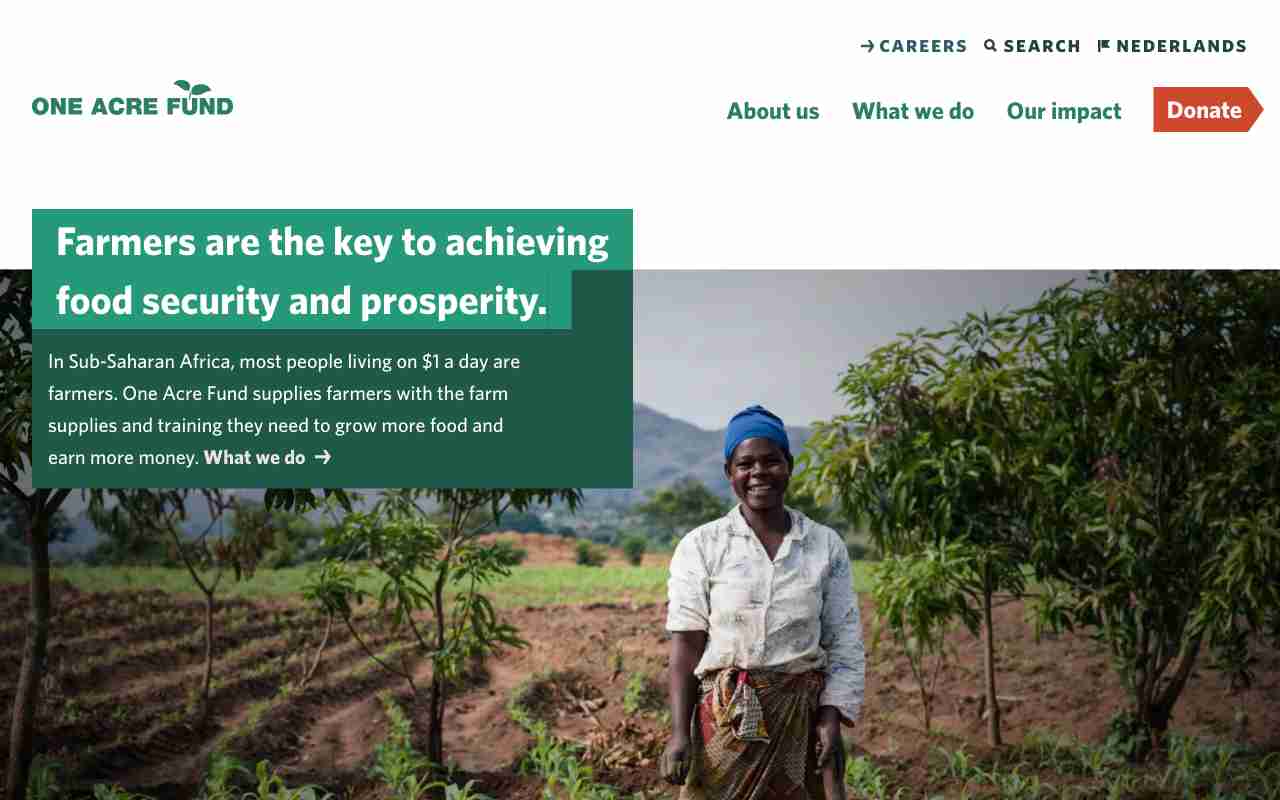 CAREERS SEARCH NEDERLANDS
ONE ACRE FUND
About us What we do Our impact Donate
Farmers are the key to achieving
food security and prosperity.
In Sub-Saharan Africa, most people living on $1 a day are
farmers. One Acre Fund supplies farmers with the farm
supplies and training they need to grow more food and
earn more money. What we do